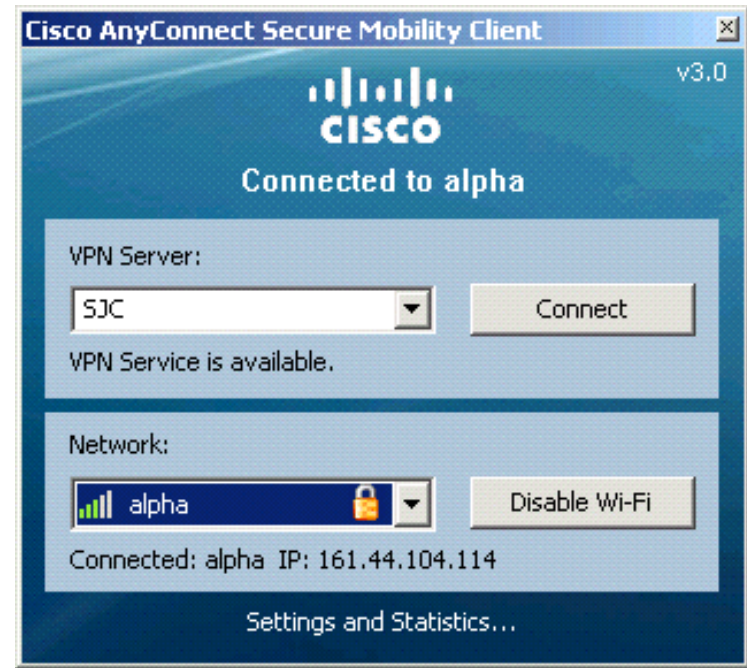 Cisco AnyConnect Secure Mobility Client
v3.0
CISCO
Connected to alpha
VPN Server:
SJC
Connect
VPN Service is available.
Network:
alpha
Disable Wi-Fi
Connected: alpha IP: 161.44.104.114
Settings and Statistics...